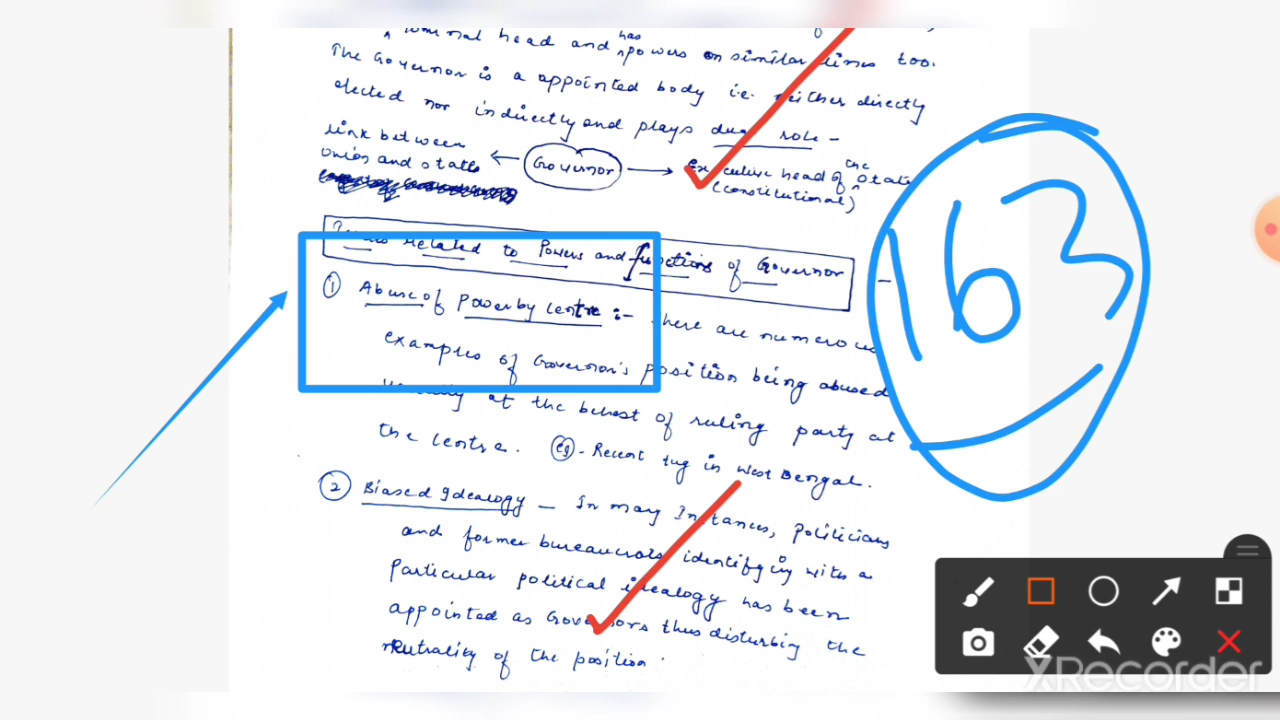 nominal head and has powers on similar lines too.
The Governor is a appointed body i.e. neither directly
elected nor indirectly and plays dual role -
link between
union and state ← Governor → Executive head of the State
(constitutional)
Issues related to Powers and functions of Governor -
① Abuse of Power by Centre :- There are numerous
examples of Governor's position being abused
usually at the behest of ruling party at
the Centre. eg - Recent tug in West Bengal.
② Biased Idealogy - In many Instances, Politicians
and former bureaucrats identifying with a
Particular political idealogy has been
appointed as Governors thus disturbing the
neutrality of the position.
163
XRecorder